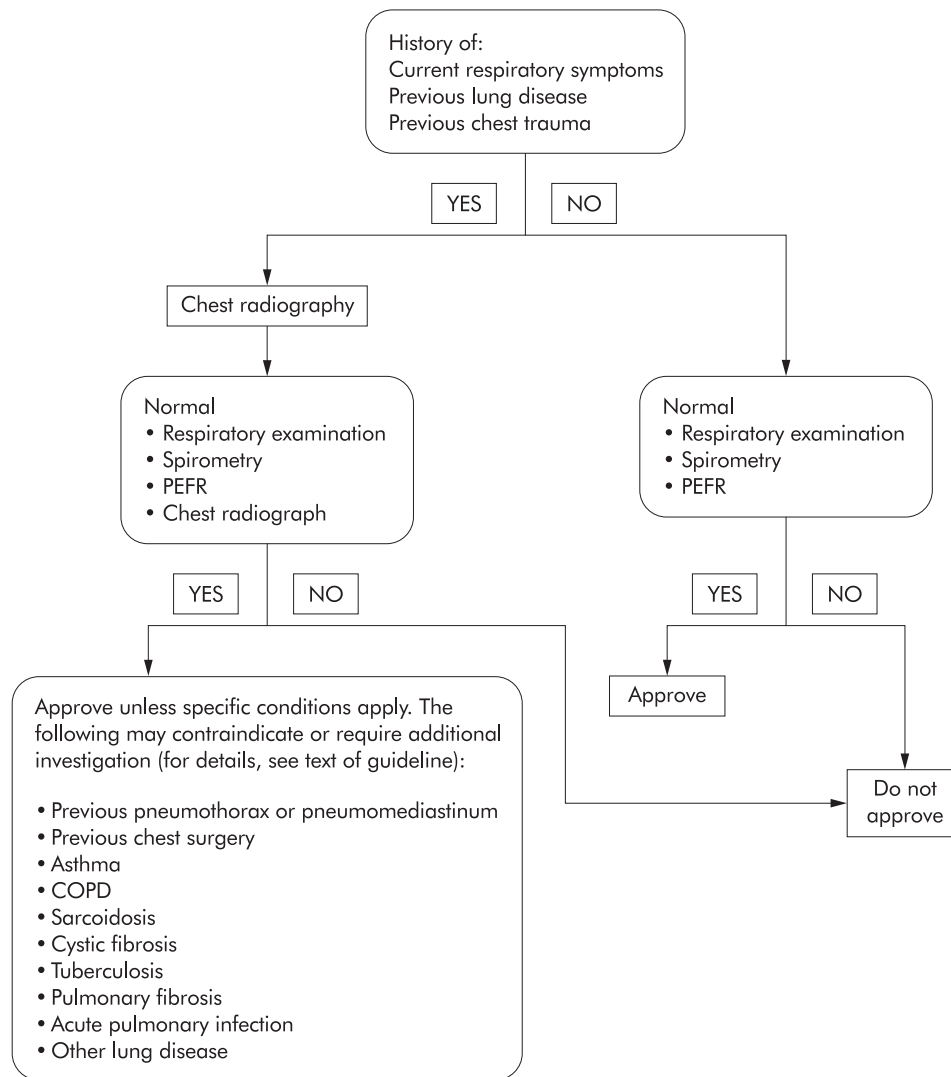 History of:
Current respiratory symptoms
Previous lung disease
Previous chest trauma
YES
NO
Chest radiography
Normal
• Respiratory examination
• Spirometry
• PEFR
• Chest radiograph
Normal
• Respiratory examination
• Spirometry
• PEFR
YES
NO
YES
NO
Approve unless specific conditions apply. The
following may contraindicate or require additional
investigation (for details, see text of guideline):
• Previous pneumothorax or pneumomediastinum
• Previous chest surgery
• Asthma
• COPD
• Sarcoidosis
• Cystic fibrosis
• Tuberculosis
• Pulmonary fibrosis
• Acute pulmonary infection
• Other lung disease
Approve
Do not
approve